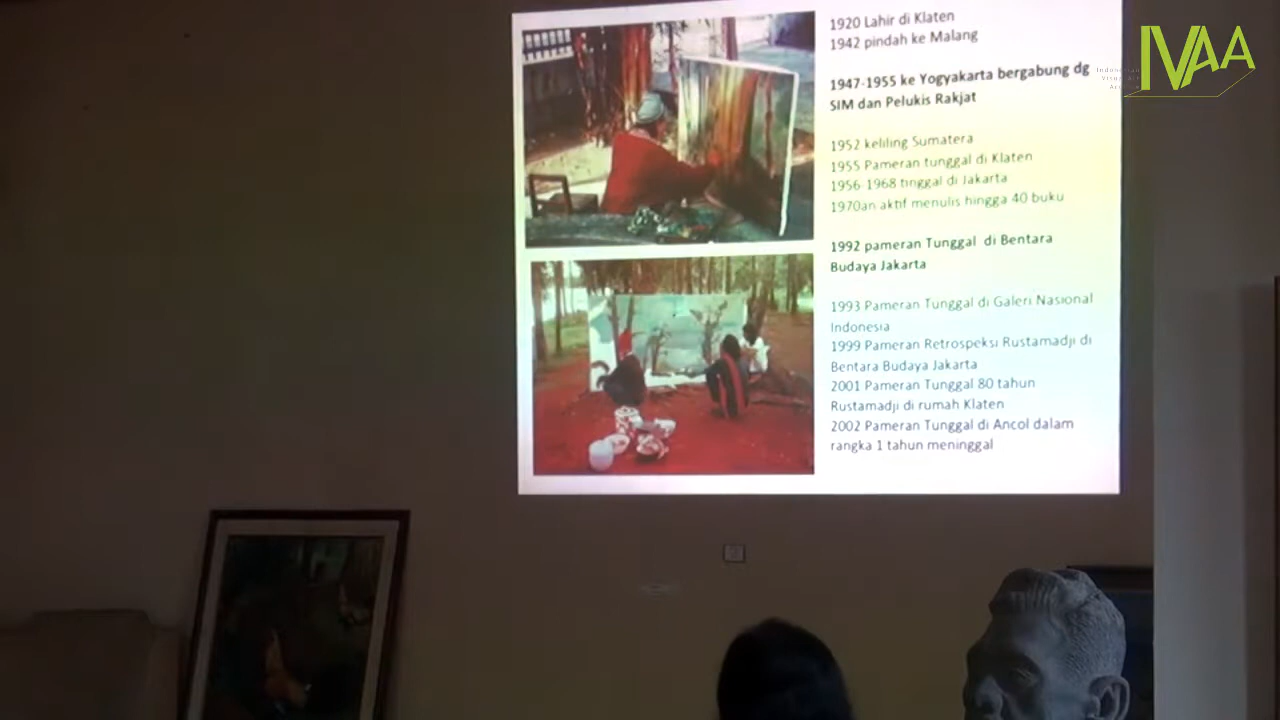 1920 Lahir di Klaten
1942 pindah ke Malang
1947-1955 ke Yogyakarta bergabung dg
SIM dan Pelukis Rakjat
1952 keliling Sumatera
1955 Pameran tunggal di Klaten
1956-1968 tinggal di Jakarta
1970an aktif menulis hingga 40 buku
1992 pameran Tunggal di Bentara
Budaya Jakarta
1993 Pameran Tunggal di Galeri Nasional
Indonesia
1999 Pameran Retrospeksi Rustamadji di
Bentara Budaya Jakarta
2001 Pameran Tunggal 80 tahun
Rustamadji di rumah Klaten
2002 Pameran Tunggal di Ancol dalam
rangka 1 tahun meninggal
IVAA